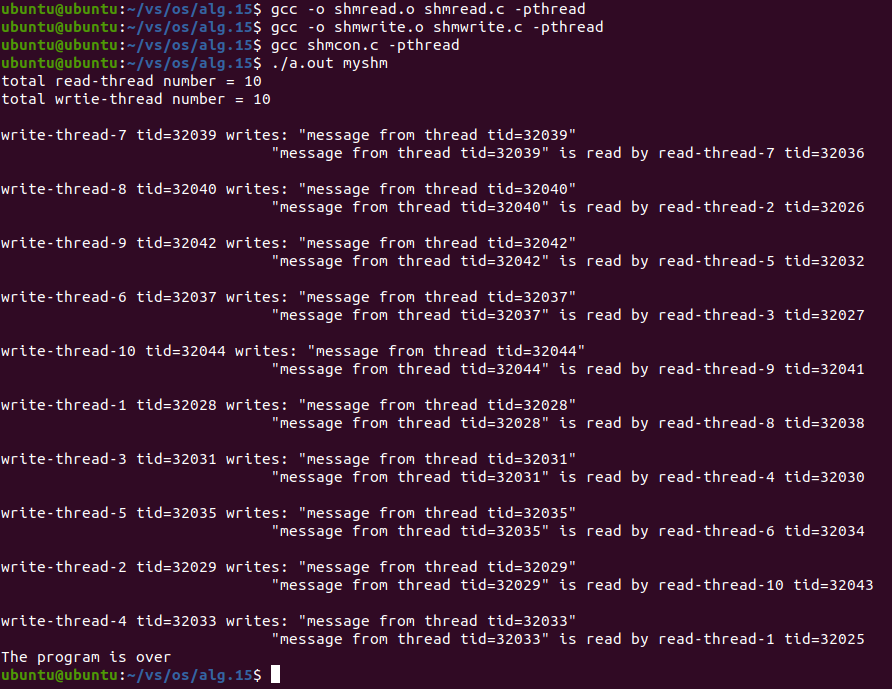 ubuntu@ubuntu:~/vs/os/alg.15$ gcc -o shmread.o shmread.c -pthread
ubuntu@ubuntu:~/vs/os/alg.15$ gcc -o shmwrite.o shmwrite.c -pthread
ubuntu@ubuntu:~/vs/os/alg.15$ gcc shmcon.c -pthread
ubuntu@ubuntu:~/vs/os/alg.15$ ./a.out myshm
total read-thread number = 10
total wrtie-thread number = 10
write-thread-7 tid=32039 writes: "message from thread tid=32039"
"message from thread tid=32039" is read by read-thread-7 tid=32036
write-thread-8 tid=32040 writes: "message from thread tid=32040"
"message from thread tid=32040" is read by read-thread-2 tid=32026
write-thread-9 tid=32042 writes: "message from thread tid=32042"
"message from thread tid=32042" is read by read-thread-5 tid=32032
write-thread-6 tid=32037 writes: "message from thread tid=32037"
"message from thread tid=32037" is read by read-thread-3 tid=32027
write-thread-10 tid=32044 writes: "message from thread tid=32044"
"message from thread tid=32044" is read by read-thread-9 tid=32041
write-thread-1 tid=32028 writes: "message from thread tid=32028"
"message from thread tid=32028" is read by read-thread-8 tid=32038
write-thread-3 tid=32031 writes: "message from thread tid=32031"
"message from thread tid=32031" is read by read-thread-4 tid=32030
write-thread-5 tid=32035 writes: "message from thread tid=32035"
"message from thread tid=32035" is read by read-thread-6 tid=32034
write-thread-2 tid=32029 writes: "message from thread tid=32029"
"message from thread tid=32029" is read by read-thread-10 tid=32043
write-thread-4 tid=32033 writes: "message from thread tid=32033"
"message from thread tid=32033" is read by read-thread-1 tid=32025
The program is over
ubuntu@ubuntu:~/vs/os/alg.15$